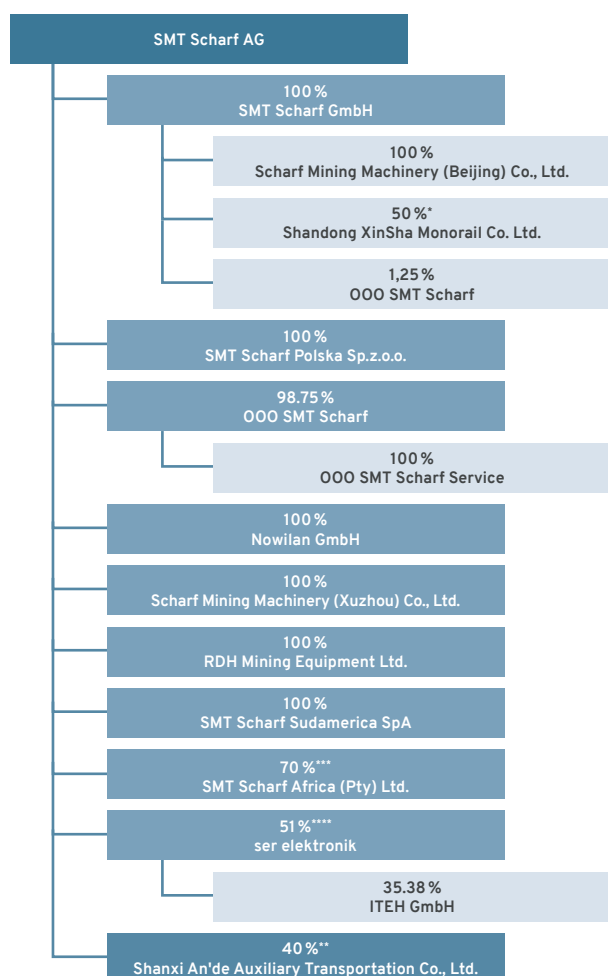 SMT Scharf AG
100 %
SMT Scharf GmbH
100 %
Scharf Mining Machinery (Beijing) Co., Ltd.
50 %*
Shandong XinSha Monorail Co. Ltd.
1,25 %
OOO SMT Scharf
100 %
SMT Scharf Polska Sp.z.o.o.
98.75 %
OOO SMT Scharf
100 %
OOO SMT Scharf Service
100 %
Nowilan GmbH
100 %
Scharf Mining Machinery (Xuzhou) Co., Ltd.
100 %
RDH Mining Equipment Ltd.
100 %
SMT Scharf Sudamerica SpA
70 %***
SMT Scharf Africa (Pty) Ltd.
51 %****
ser elektronik
35.38 %
ITEH GmbH
40 %**
Shanxi An'de Auxiliary Transportation Co., Ltd.